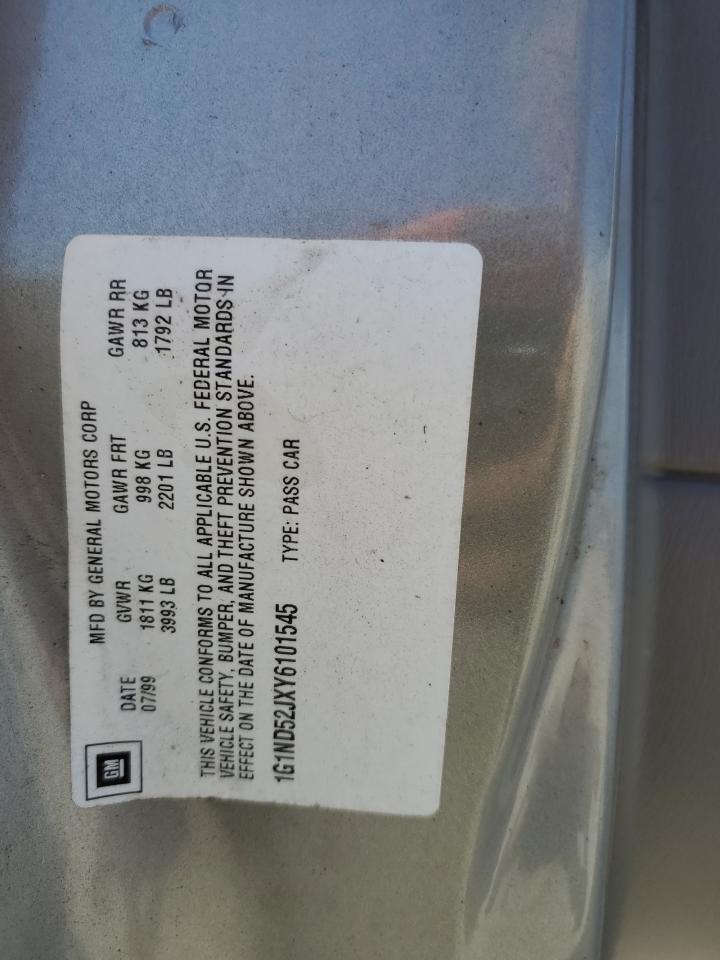 GM
MFD BY GENERAL MOTORS CORP
DATE GVWR GAWR FRT GAWR RR
07/99 1811 KG 998 KG 813 KG
3993 LB 2201 LB 1792 LB
THIS VEHICLE CONFORMS TO ALL APPLICABLE U.S. FEDERAL MOTOR
VEHICLE SAFETY, BUMPER, AND THEFT PREVENTION STANDARDS IN
EFFECT ON THE DATE OF MANUFACTURE SHOWN ABOVE.
1G1ND52JXY6101545 TYPE: PASS CAR